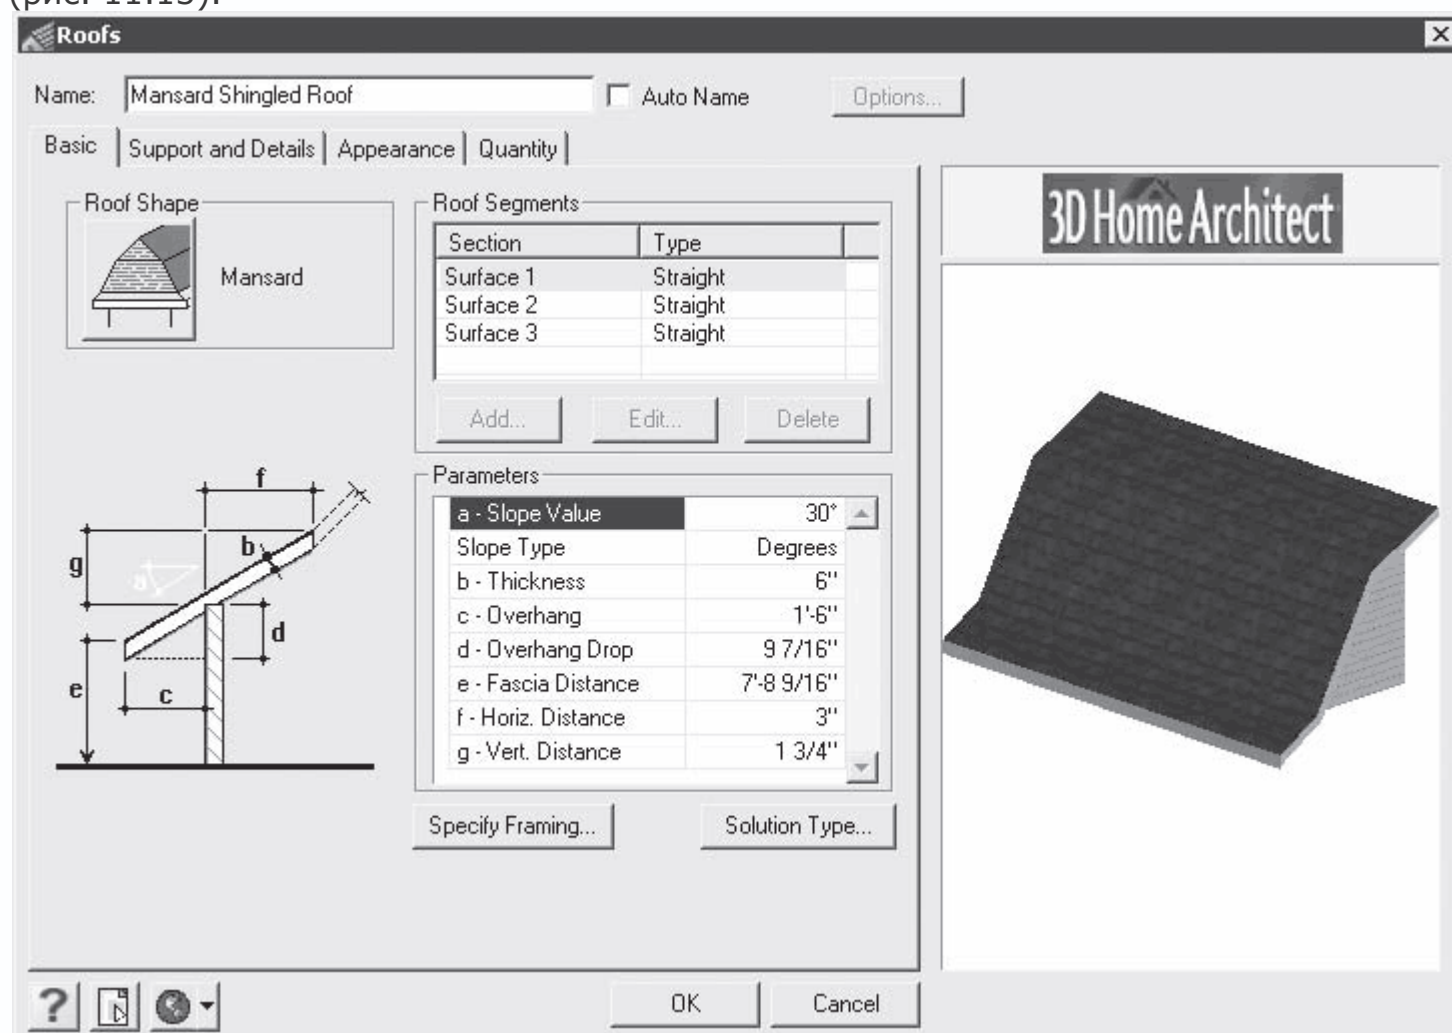 (рис. 11.15).
Roofs
Name: Mansard Shingled Roof Auto Name Options...
Basic Support and Details Appearance Quantity
Roof Shape
Mansard
Roof Segments
Section Type
Surface 1 Straight
Surface 2 Straight
Surface 3 Straight
Add... Edit... Delete
f
b
g
a
d
e
c
Parameters
a - Slope Value 30°
Slope Type Degrees
b - Thickness 6"
c - Overhang 1'-6"
d - Overhang Drop 9 7/16"
e - Fascia Distance 7'-8 9/16"
f - Horiz. Distance 3"
g - Vert. Distance 1 3/4"
Specify Framing... Solution Type...
3D Home Architect
OK Cancel